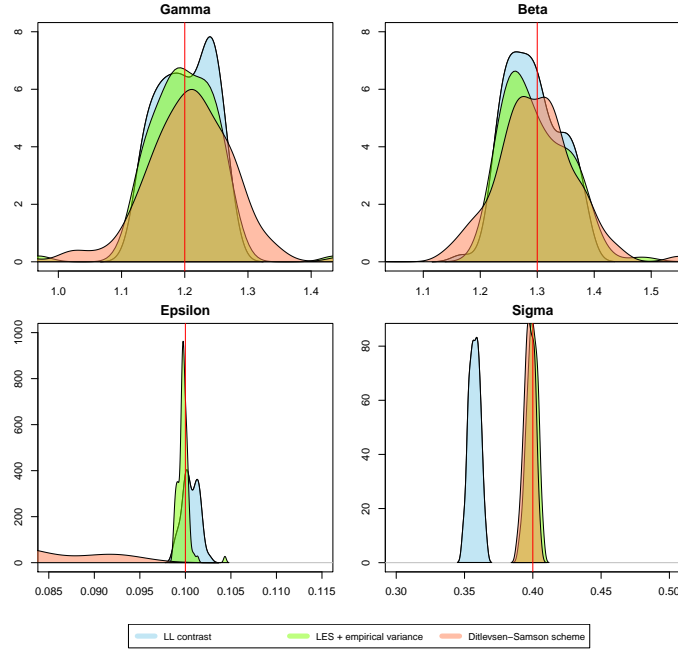 Gamma
Beta
0 2 4 6 8
1.0 1.1 1.2 1.3 1.4
0 2 4 6 8
1.1 1.2 1.3 1.4 1.5
Epsilon
Sigma
0 200 400 600 800 1000
0.085 0.090 0.095 0.100 0.105 0.110 0.115
0 20 40 60 80
0.30 0.35 0.40 0.45 0.50
LL contrast LES + empirical variance Ditlevsen−Samson scheme